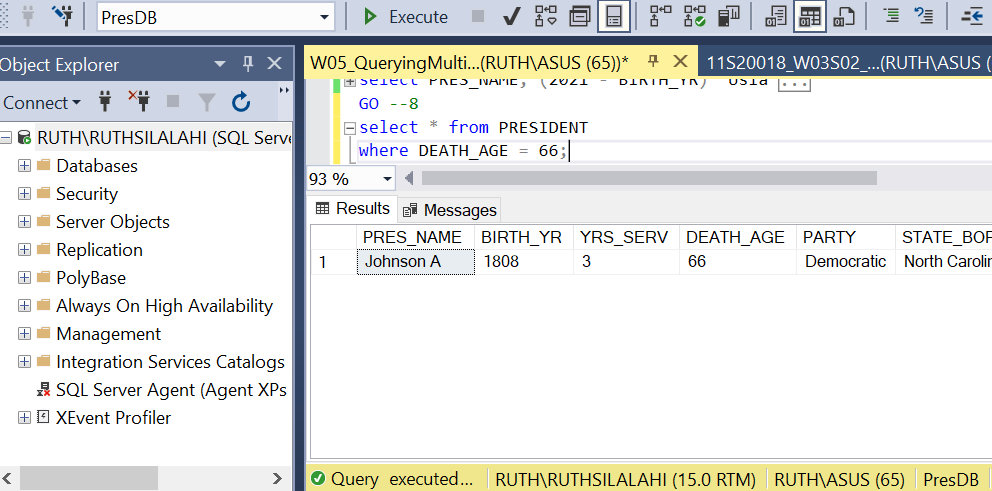 PresDB
Execute
Object Explorer
W05_QueryingMulti...(RUTH\ASUS (65))*
11S20018_W03S02_...(RUTH\ASUS (
Connect
select PRES_NAME, (2021 - BIRTH_YR) 'Usia' ...
GO --8
select * from PRESIDENT
where DEATH_AGE = 66;
93 %
RUTH\RUTHSILALAHI (SQL Serve
Databases
Security
Server Objects
Replication
PolyBase
Always On High Availability
Management
Integration Services Catalogs
SQL Server Agent (Agent XPs
XEvent Profiler
Results Messages
PRES_NAME BIRTH_YR YRS_SERV DEATH_AGE PARTY STATE_BOR
1 Johnson A 1808 3 66 Democratic North Carolin
Query executed... RUTH\RUTHSILALAHI (15.0 RTM) RUTH\ASUS (65) PresDB